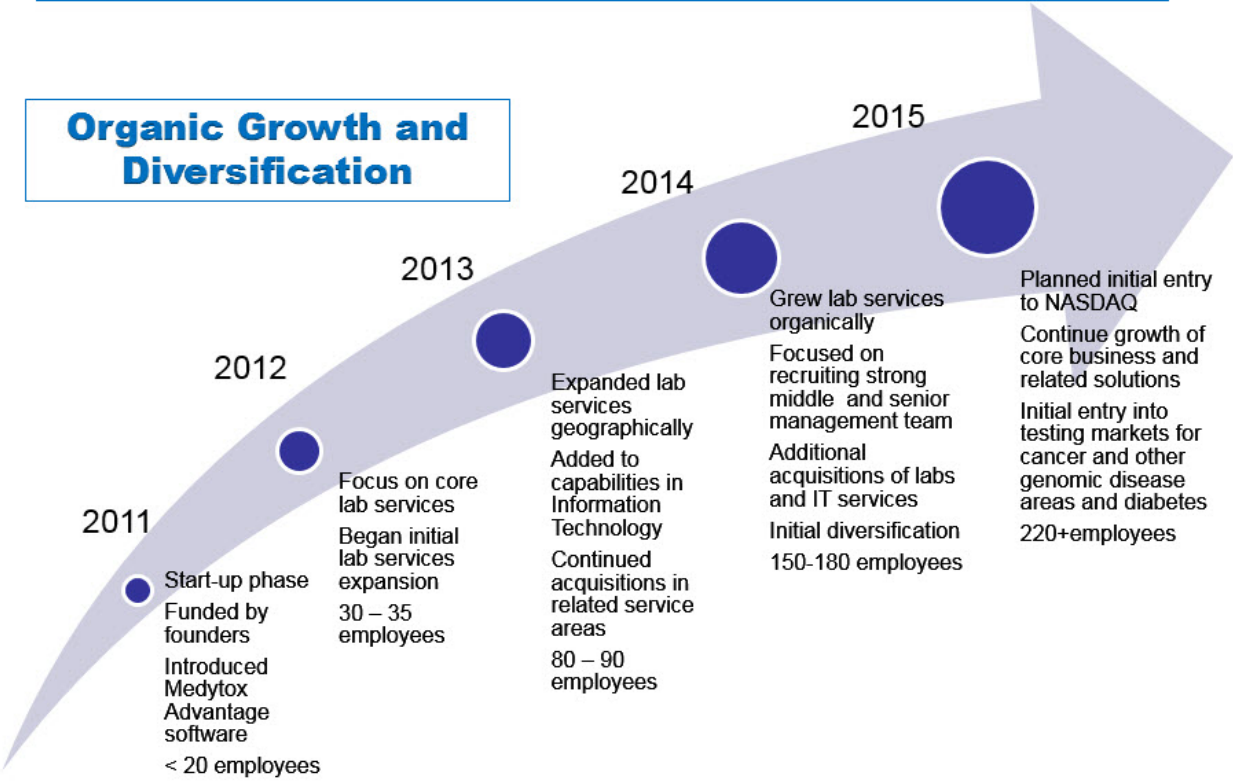 Organic Growth and
Diversification
2011
Start-up phase
Funded by
founders
Introduced
Medytox
Advantage
software
< 20 employees
2012
Focus on core
lab services
Began initial
lab services
expansion
30 – 35
employees
2013
Expanded lab
services
geographically
Added to
capabilities in
Information
Technology
Continued
acquisitions in
related service
areas
80 – 90
employees
2014
Grew lab services
organically
Focused on
recruiting strong
middle  and senior
management team
Additional
acquisitions of labs
and IT services
Initial diversification
150-180 employees
2015
Planned initial entry
to NASDAQ
Continue growth of
core business and
related solutions
Initial entry into
testing markets for
cancer and other
genomic disease
areas and diabetes
220+employees